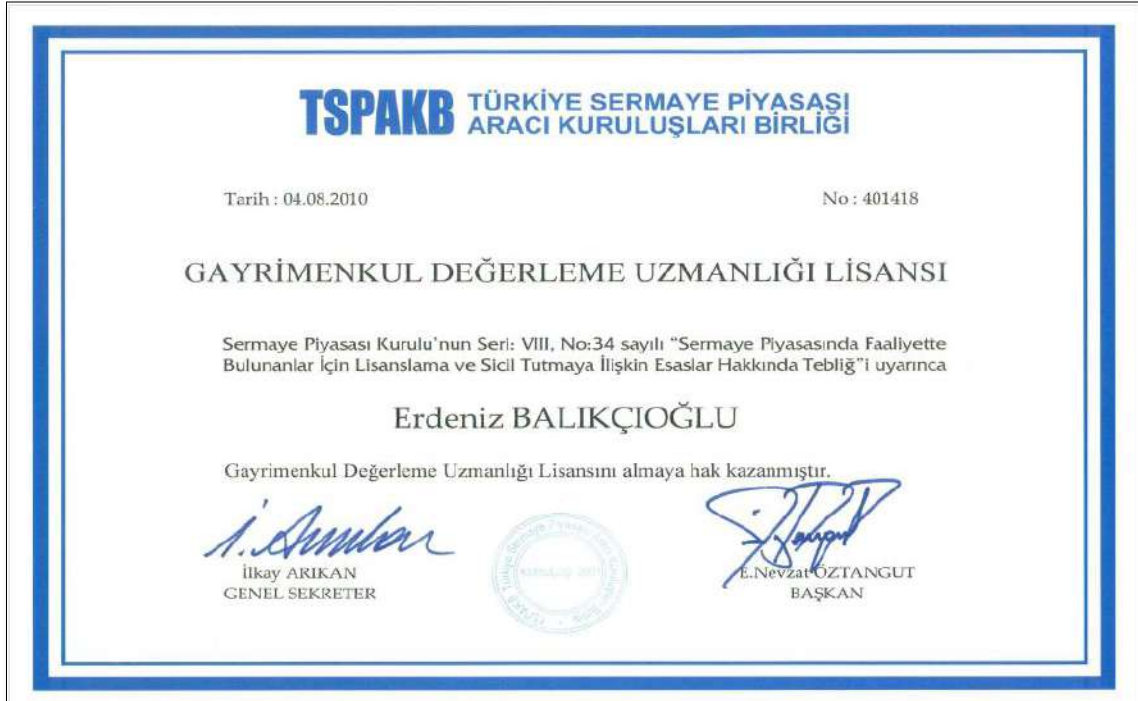 TSPAKB TÜRKİYE SERMAYE PİYASASI
ARACI KURULUŞLARI BİRLİĞİ
Tarih : 04.08.2010 No : 401418
GAYRİMENKUL DEĞERLEME UZMANLIĞI LİSANSI
Sermaye Piyasası Kurulu'nun Seri: VIII, No:34 sayılı "Sermaye Piyasasında Faaliyette
Bulunanlar İçin Lisanslama ve Sicil Tutmaya İlişkin Esaslar Hakkında Tebliğ"i uyarınca
Erdeniz BALIKÇIOĞLU
Gayrimenkul Değerleme Uzmanlığı Lisansını almaya hak kazanmıştır.
İlkay ARIKAN
GENEL SEKRETER
E.Nevzat ÖZTANGUT
BAŞKAN